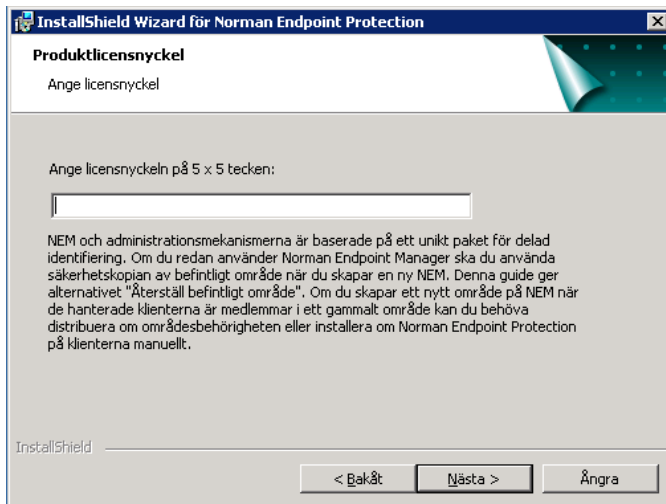 InstallShield Wizard för Norman Endpoint Protection
Produktlicensnyckel
Ange licensnyckel
Ange licensnyckeln på 5 x 5 tecken:
NEM och administrationsmekanismerna är baserade på ett unikt paket för delad
identifiering. Om du redan använder Norman Endpoint Manager ska du använda
säkerhetskopian av befintligt område när du skapar en ny NEM. Denna guide ger
alternativet "Återställ befintligt område". Om du skapar ett nytt område på NEM när
de hanterade klienterna är medlemmar i ett gammalt område kan du behöva
distribuera om områdesbehörigheten eller installera om Norman Endpoint Protection
på klienterna manuellt.
InstallShield
< Bakåt
Nästa >
Ångra